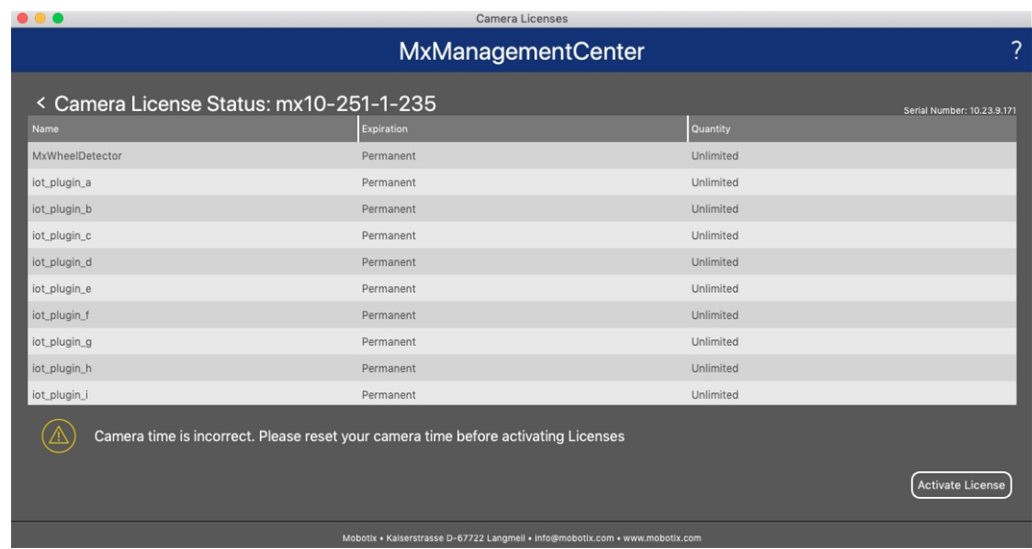 Camera Licenses
MxManagementCenter ?
< Camera License Status: mx10-251-1-235
Serial Number: 10.23.9.171
Name Expiration Quantity
MxWheelDetector Permanent Unlimited
iot_plugin_a Permanent Unlimited
iot_plugin_b Permanent Unlimited
iot_plugin_c Permanent Unlimited
iot_plugin_d Permanent Unlimited
iot_plugin_e Permanent Unlimited
iot_plugin_f Permanent Unlimited
iot_plugin_g Permanent Unlimited
iot_plugin_h Permanent Unlimited
iot_plugin_i Permanent Unlimited
Camera time is incorrect. Please reset your camera time before activating Licenses
Activate License
Mobotix • Kaiserstrasse D-67722 Langmeil • info@mobotix.com • www.mobotix.com